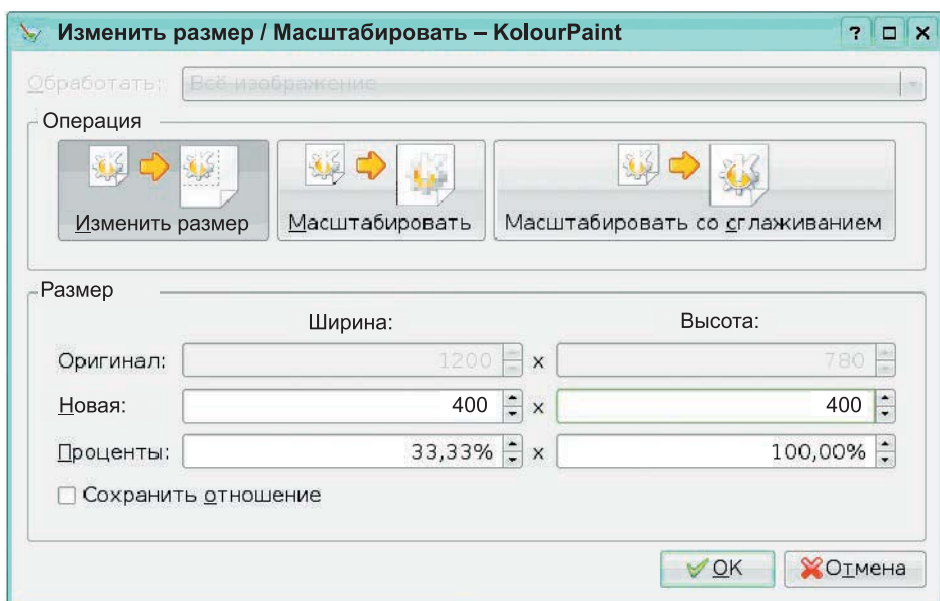 Изменить размер / Масштабировать – KolourPaint
Обработать: Всё изображение
Операция
Изменить размер Масштабировать Масштабировать со сглаживанием
Размер
Ширина: Высота:
Оригинал: 1200 x 780
Новая: 400 x 400
Проценты: 33,33% x 100,00%
Сохранить отношение
OK Отмена